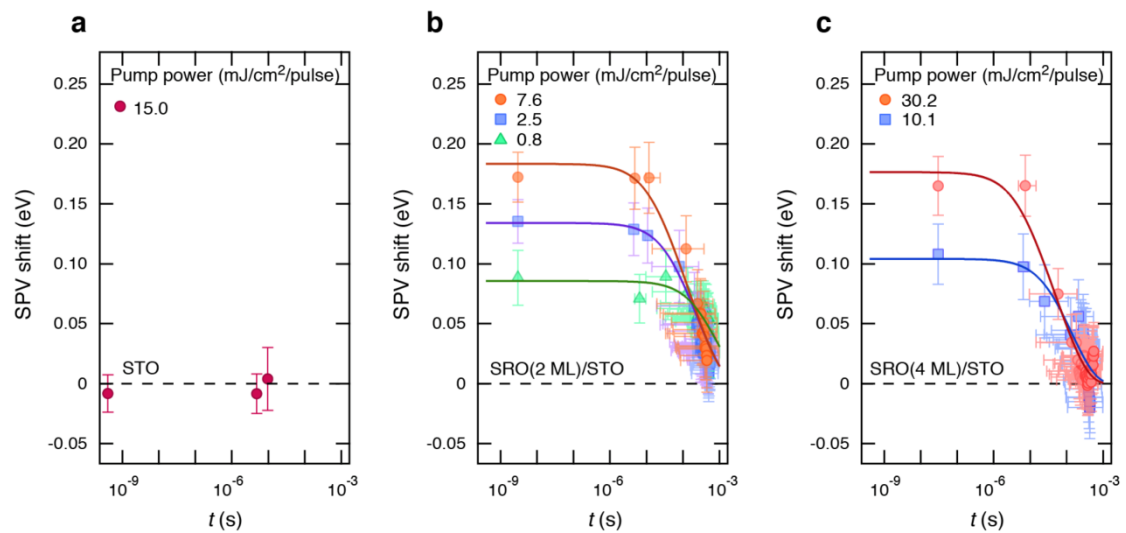 a
Pump power (mJ/cm²/pulse)
15.0
STO
0.25
0.20
0.15
0.10
0.05
0
-0.05
SPV shift (eV)
10⁻⁹
10⁻⁶
10⁻³
t (s)
b
Pump power (mJ/cm²/pulse)
7.6
2.5
0.8
SRO(2 ML)/STO
0.25
0.20
0.15
0.10
0.05
0
-0.05
SPV shift (eV)
10⁻⁹
10⁻⁶
10⁻³
t (s)
c
Pump power (mJ/cm²/pulse)
30.2
10.1
SRO(4 ML)/STO
0.25
0.20
0.15
0.10
0.05
0
-0.05
SPV shift (eV)
10⁻⁹
10⁻⁶
10⁻³
t (s)